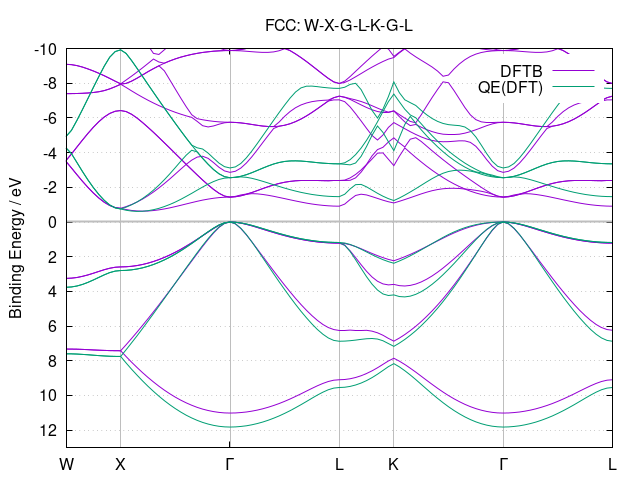 FCC: W-X-G-L-K-G-L
DFTB
QE(DFT)
Binding Energy / eV
-10
-8
-6
-4
-2
0
2
4
6
8
10
12
W X Γ L K Γ L